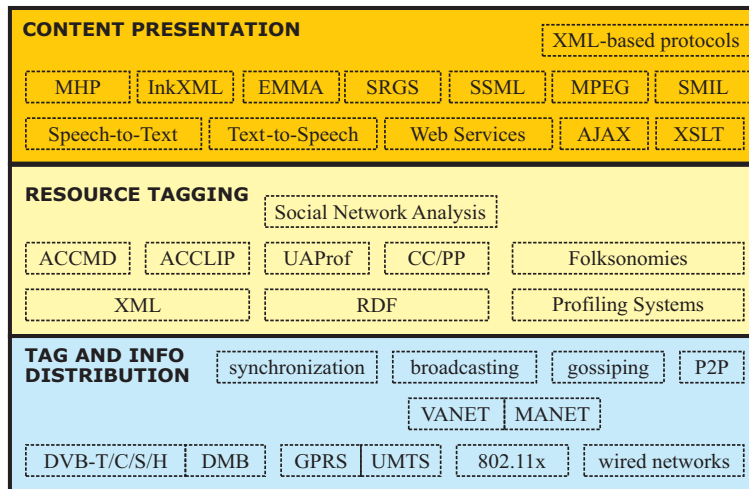 CONTENT PRESENTATION
XML-based protocols
MHP InkXML EMMA SRGS SSML MPEG SMIL
Speech-to-Text Text-to-Speech Web Services AJAX XSLT
RESOURCE TAGGING
Social Network Analysis
ACCMD ACCLIP UAProf CC/PP Folksonomies
XML RDF Profiling Systems
TAG AND INFO
DISTRIBUTION
synchronization broadcasting gossiping P2P
VANET MANET
DVB-T/C/S/H DMB GPRS UMTS 802.11x wired networks